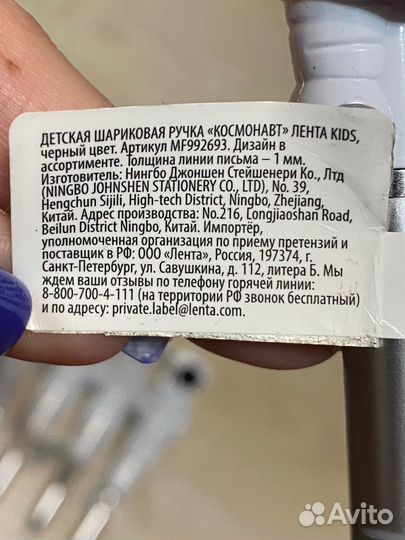 ДЕТСКАЯ ШАРИКОВАЯ РУЧКА «КОСМОНАВТ» ЛЕНТА KIDS,
черный цвет. Артикул MF992693. Дизайн в
ассортименте. Толщина линии письма – 1 мм.
Изготовитель: Нингбо Джоншен Стейшенери Ко., Лтд
(NINGBO JOHNSHEN STATIONERY CO., LTD), No. 39,
Hengchun Sijili, High-tech District, Ningbo, Zhejiang,
Китай. Адрес производства: No.216, Longjiaoshan Road,
Beilun District Ningbo, Китай. Импортёр,
уполномоченная организация по приему претензий и
поставщик в РФ: ООО «Лента», Россия, 197374, г.
Санкт-Петербург, ул. Савушкина, д. 112, литера Б. Мы
ждем ваши отзывы по телефону горячей линии:
8-800-700-4-111 (на территории РФ звонок бесплатный)
и по адресу: private.label@lenta.com.
Avito